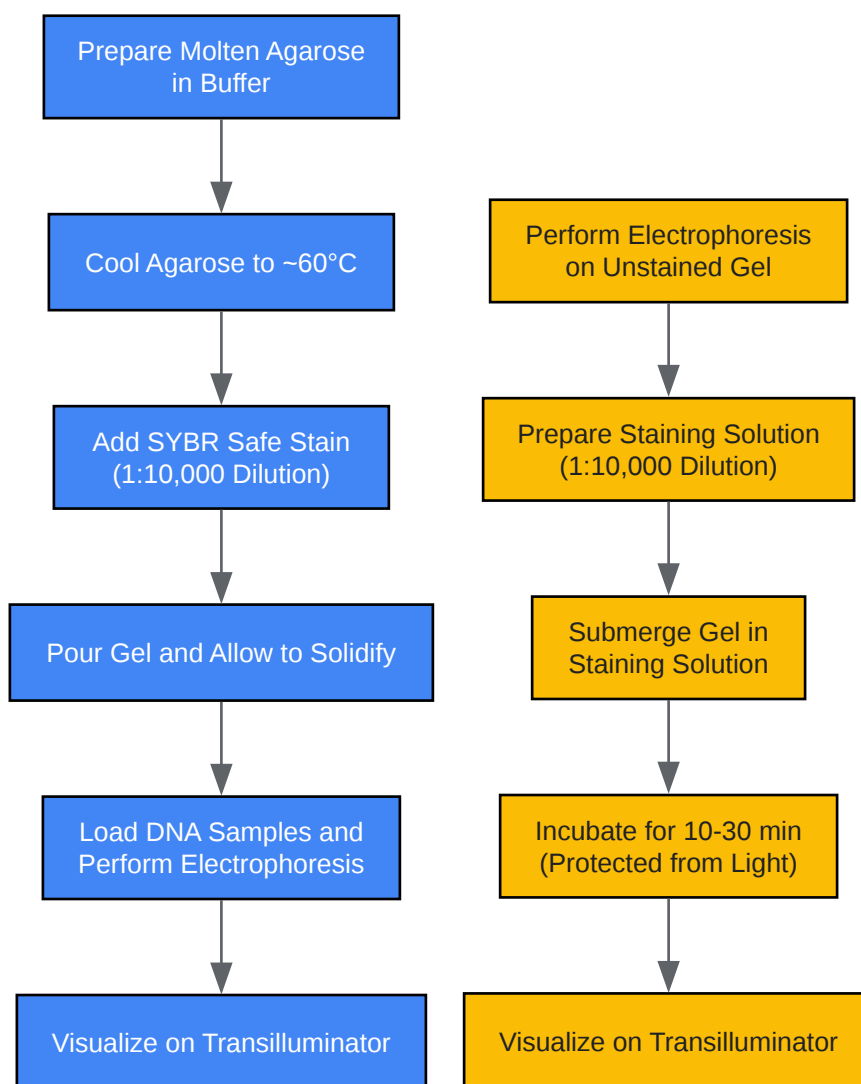 Prepare Molten Agarose
in Buffer
Cool Agarose to ~60°C
Add SYBR Safe Stain
(1:10,000 Dilution)
Pour Gel and Allow to Solidify
Load DNA Samples and
Perform Electrophoresis
Visualize on Transilluminator
Perform Electrophoresis
on Unstained Gel
Prepare Staining Solution
(1:10,000 Dilution)
Submerge Gel in
Staining Solution
Incubate for 10-30 min
(Protected from Light)
Visualize on Transilluminator